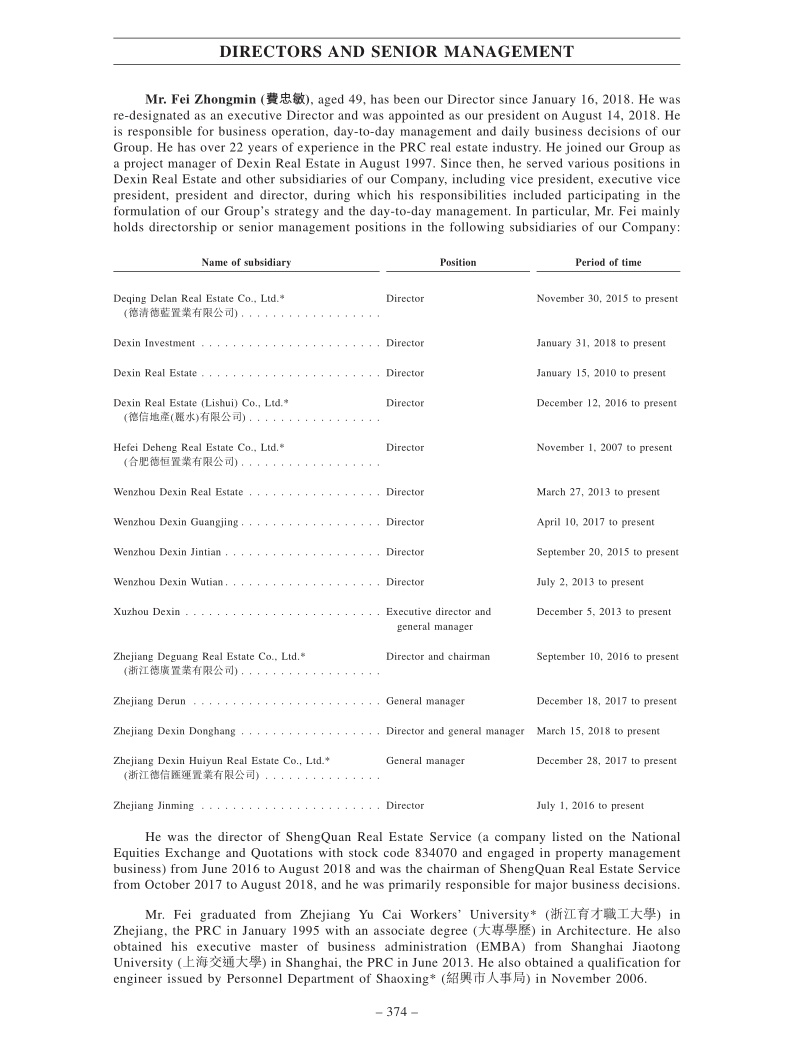 DIRECTORS AND SENIOR MANAGEMENT
Mr. Fei Zhongmin (費忠敏), aged 49, has been our Director since January 16, 2018. He was
re-designated as an executive Director and was appointed as our president on August 14, 2018. He
is responsible for business operation, day-to-day management and daily business decisions of our
Group. He has over 22 years of experience in the PRC real estate industry. He joined our Group as
a project manager of Dexin Real Estate in August 1997. Since then, he served various positions in
Dexin Real Estate and other subsidiaries of our Company, including vice president, executive vice
president, president and director, during which his responsibilities included participating in the
formulation of our Group's strategy and the day-to-day management. In particular, Mr. Fei mainly
holds directorship or senior management positions in the following subsidiaries of our Company:
Name of subsidiary Position Period of time
Deqing Delan Real Estate Co., Ltd.* Director November 30, 2015 to present
(德清德藍置業有限公司) . . . . . . . . . . . . . . . . . .
Dexin Investment . . . . . . . . . . . . . . . . . . . . . . . Director January 31, 2018 to present
Dexin Real Estate . . . . . . . . . . . . . . . . . . . . . . . Director January 15, 2010 to present
Dexin Real Estate (Lishui) Co., Ltd.* Director December 12, 2016 to present
(德信地產(麗水)有限公司) . . . . . . . . . . . . . . . . .
Hefei Deheng Real Estate Co., Ltd.* Director November 1, 2007 to present
(合肥德恒置業有限公司) . . . . . . . . . . . . . . . . . .
Wenzhou Dexin Real Estate . . . . . . . . . . . . . . . . . Director March 27, 2013 to present
Wenzhou Dexin Guangjing . . . . . . . . . . . . . . . . . . Director April 10, 2017 to present
Wenzhou Dexin Jintian . . . . . . . . . . . . . . . . . . . . Director September 20, 2015 to present
Wenzhou Dexin Wutian . . . . . . . . . . . . . . . . . . . . Director July 2, 2013 to present
Xuzhou Dexin . . . . . . . . . . . . . . . . . . . . . . . . . Executive director and December 5, 2013 to present
general manager
Zhejiang Deguang Real Estate Co., Ltd.* Director and chairman September 10, 2016 to present
(浙江德廣置業有限公司) . . . . . . . . . . . . . . . . . .
Zhejiang Derun . . . . . . . . . . . . . . . . . . . . . . . . General manager December 18, 2017 to present
Zhejiang Dexin Donghang . . . . . . . . . . . . . . . . . . Director and general manager March 15, 2018 to present
Zhejiang Dexin Huiyun Real Estate Co., Ltd.* General manager December 28, 2017 to present
(浙江德信匯運置業有限公司) . . . . . . . . . . . . . . .
Zhejiang Jinming . . . . . . . . . . . . . . . . . . . . . . . Director July 1, 2016 to present
He was the director of ShengQuan Real Estate Service (a company listed on the National
Equities Exchange and Quotations with stock code 834070 and engaged in property management
business) from June 2016 to August 2018 and was the chairman of ShengQuan Real Estate Service
from October 2017 to August 2018, and he was primarily responsible for major business decisions.
Mr. Fei graduated from Zhejiang Yu Cai Workers' University* (浙江育才職工大學) in
Zhejiang, the PRC in January 1995 with an associate degree (大專學歷) in Architecture. He also
obtained his executive master of business administration (EMBA) from Shanghai Jiaotong
University (上海交通大學) in Shanghai, the PRC in June 2013. He also obtained a qualification for
engineer issued by Personnel Department of Shaoxing* (紹興市人事局) in November 2006.
– 374 –